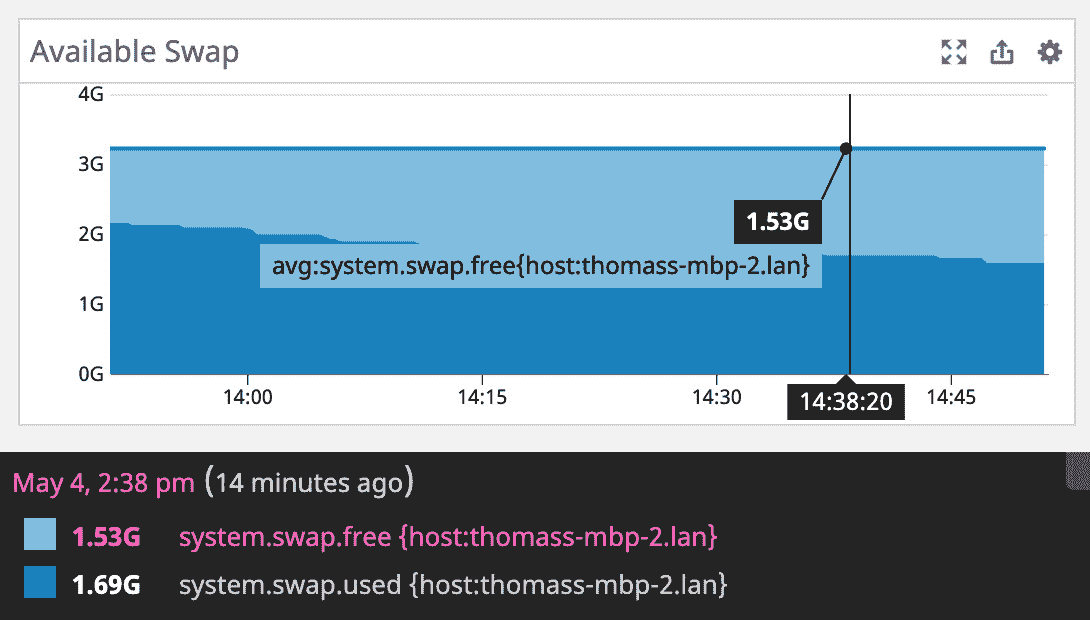 Available Swap
4G
3G
2G
1G
0G
1.53G
avg:system.swap.free{host:thomass-mbp-2.lan}
14:00
14:15
14:30
14:38:20
14:45
May 4, 2:38 pm (14 minutes ago)
1.53G system.swap.free {host:thomass-mbp-2.lan}
1.69G system.swap.used {host:thomass-mbp-2.lan}